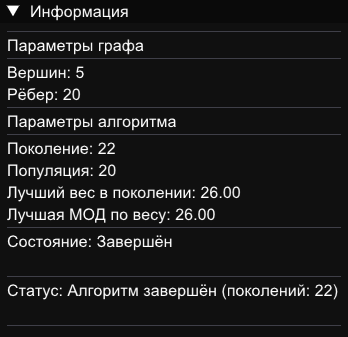 Информация
Параметры графа
Вершин: 5
Рёбер: 20
Параметры алгоритма
Поколение: 22
Популяция: 20
Лучший вес в поколении: 26.00
Лучшая МОД по весу: 26.00
Состояние: Завершён
Статус: Алгоритм завершён (поколений: 22)